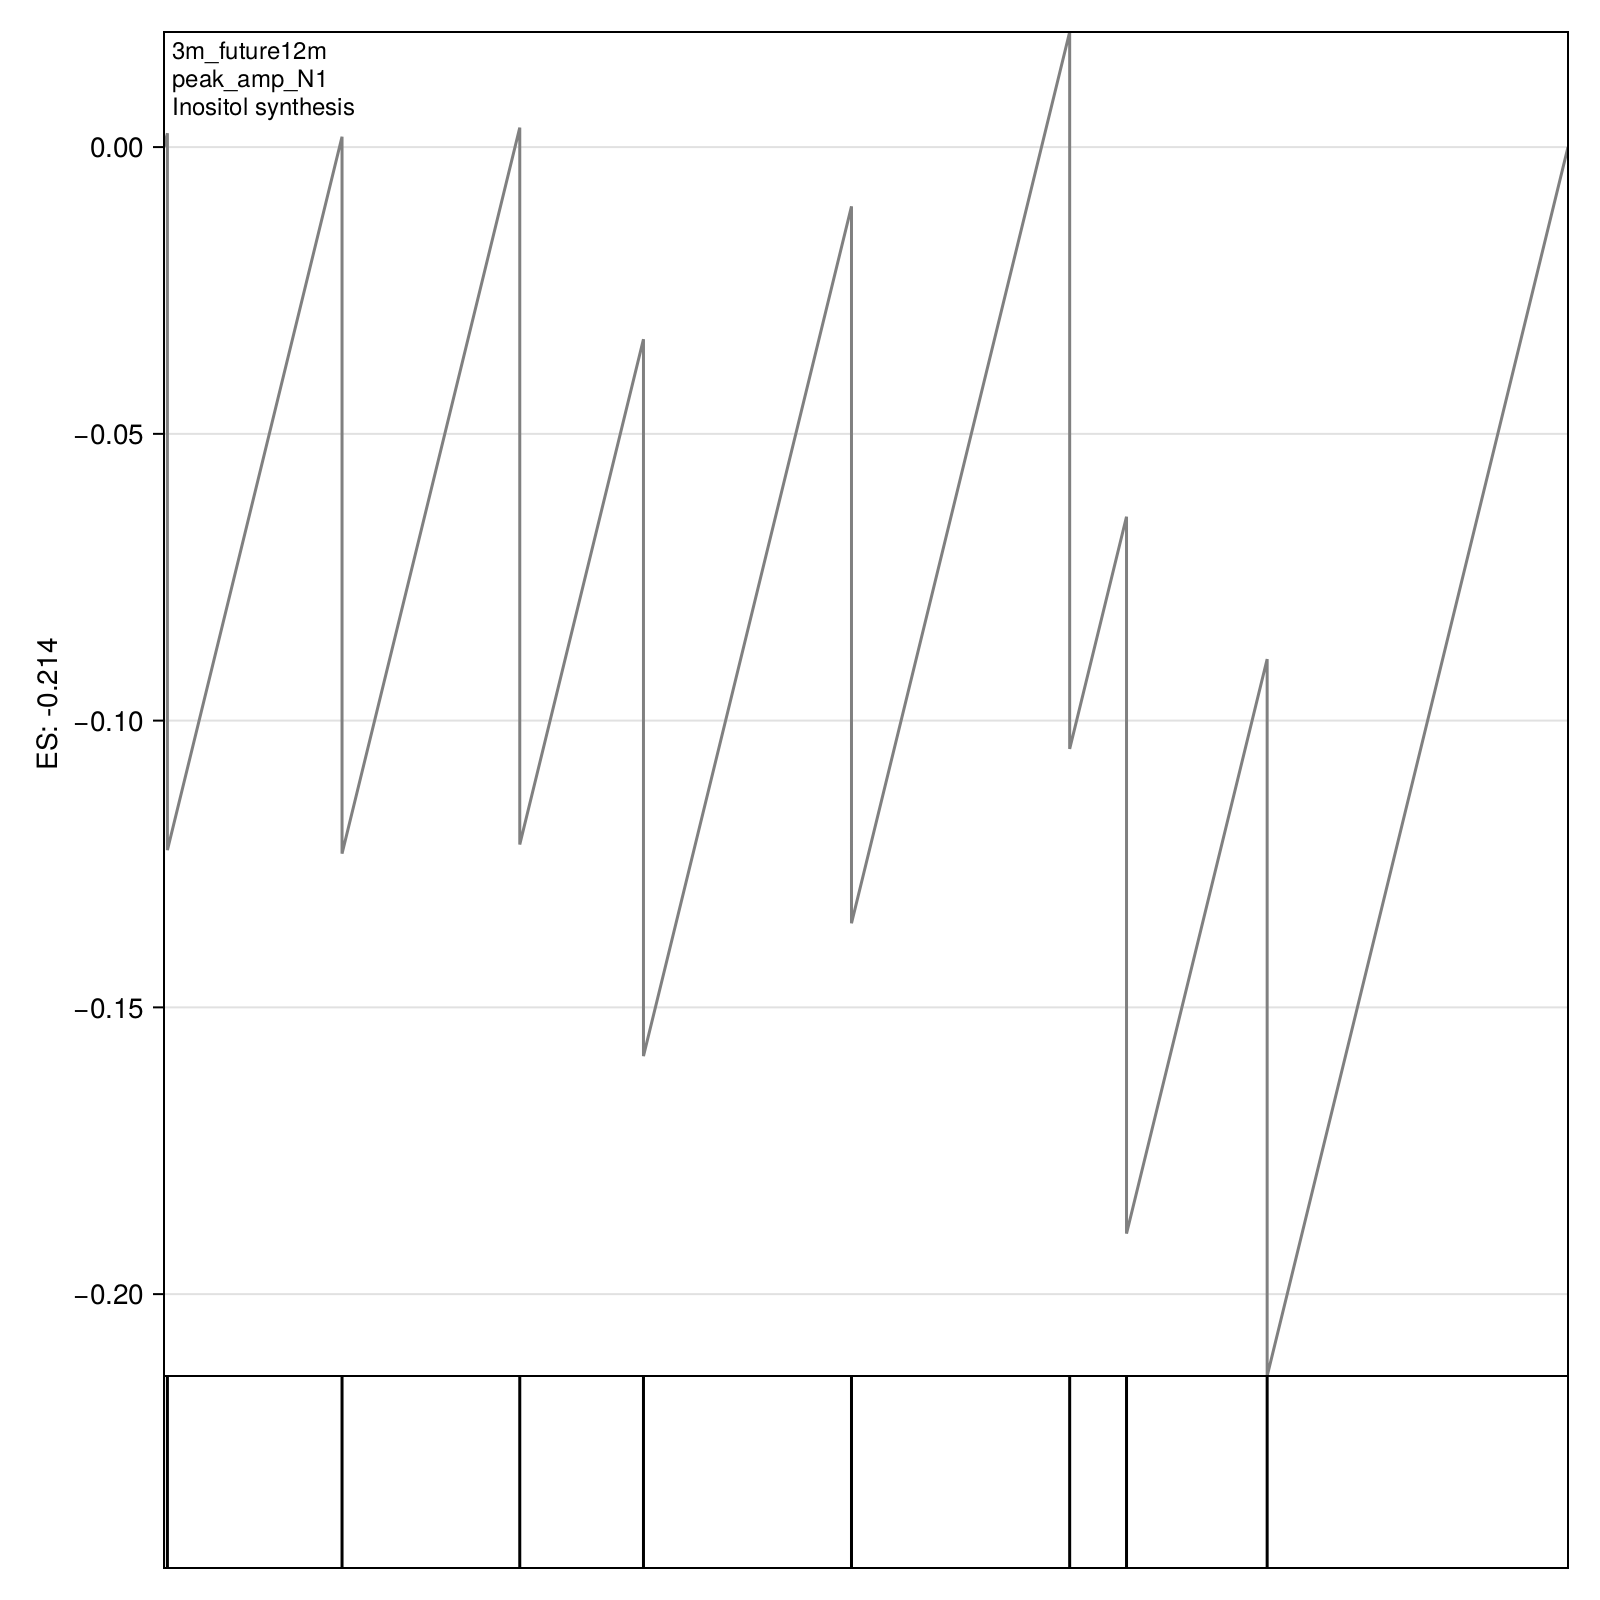 3m_future12m
peak_amp_N1
Inositol synthesis
0.00
−0.05
ES: -0.214
−0.10
−0.15
−0.20